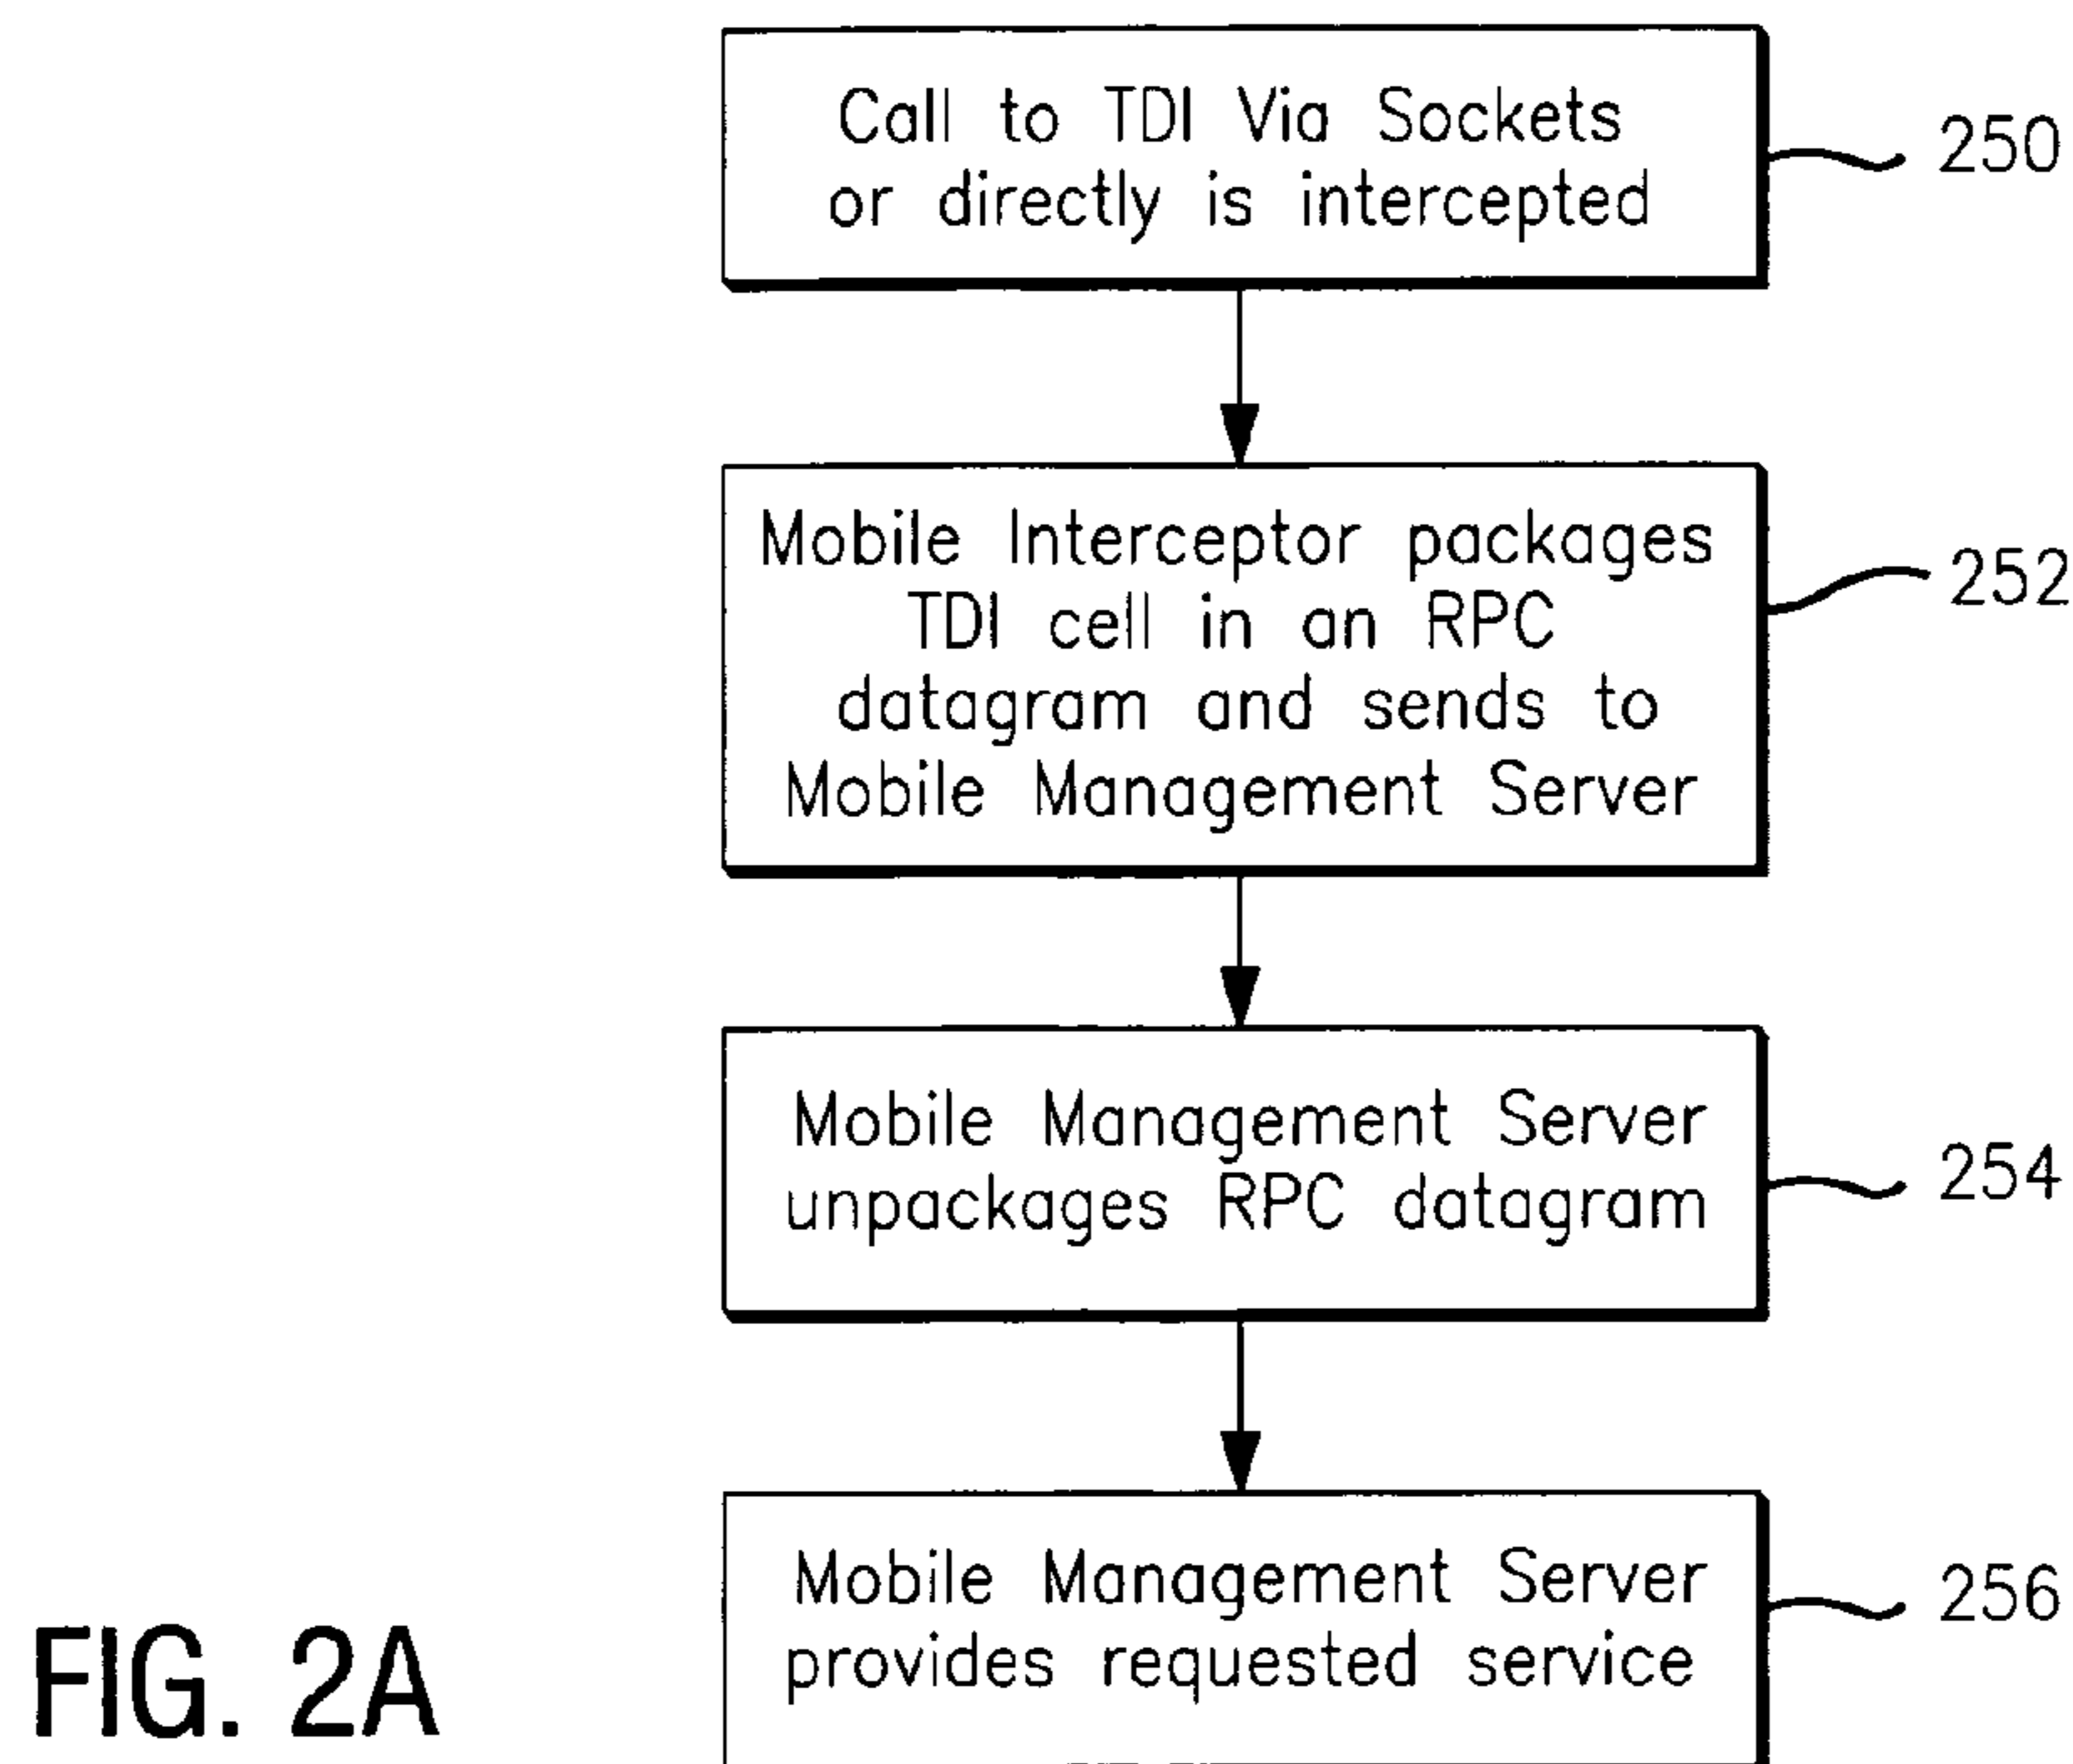 Call to TDI Via Sockets
or directly is intercepted
250
Mobile Interceptor packages
TDI cell in an RPC
datagram and sends to
Mobile Management Server
252
Mobile Management Server
unpackages RPC datagram
254
Mobile Management Server
provides requested service
256
FIG. 2A